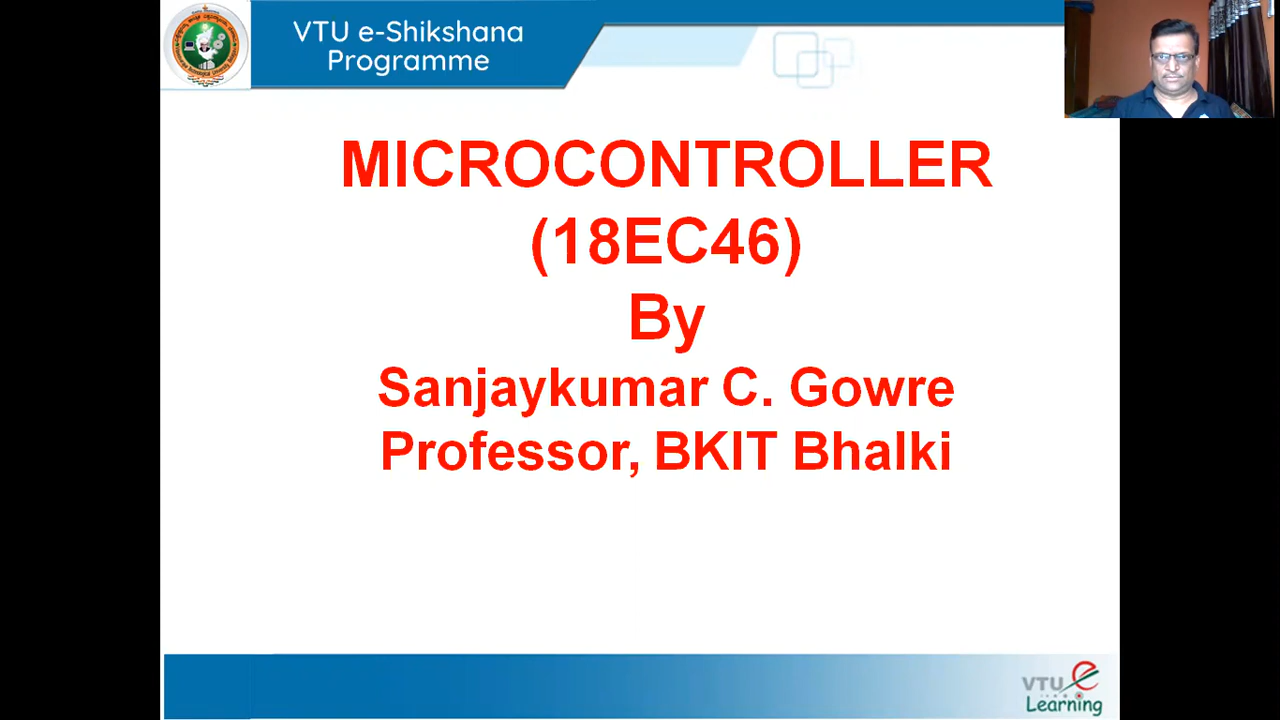 VTU e-Shikshana
Programme
MICROCONTROLLER
(18EC46)
By
Sanjaykumar C. Gowre
Professor, BKIT Bhalki
VTU e
Learning